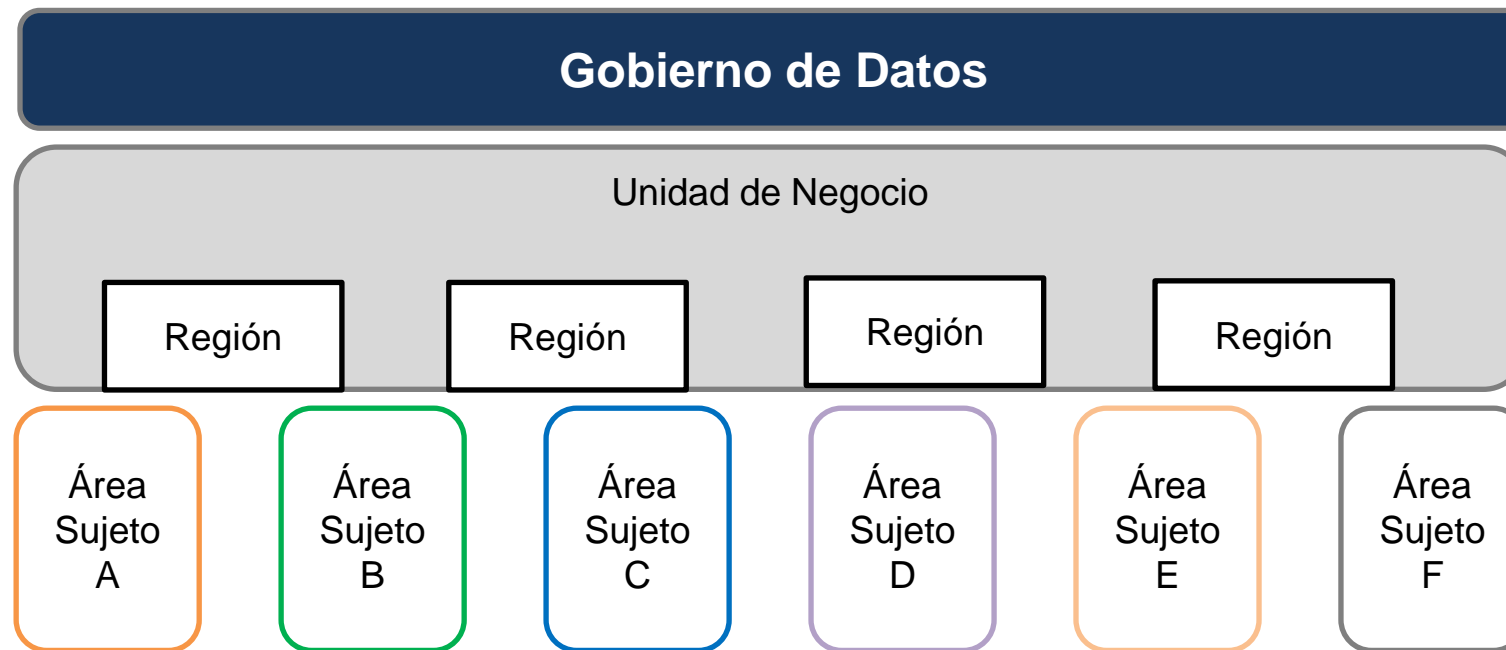 Gobierno de Datos
Unidad de Negocio
Región
Región
Región
Región
Área
Sujeto
A
Área
Sujeto
B
Área
Sujeto
C
Área
Sujeto
D
Área
Sujeto
E
Área
Sujeto
F